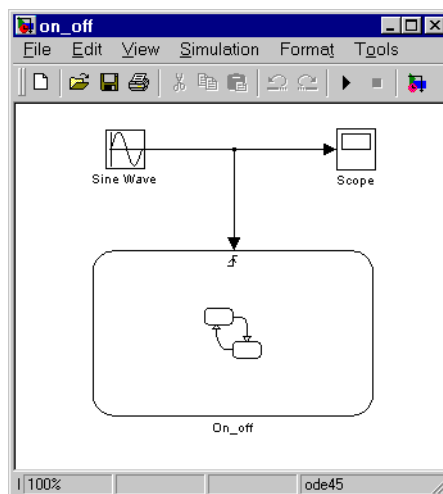 on_off
File Edit View Simulation Format Tools
Sine Wave
Scope
On_off
100%
ode45